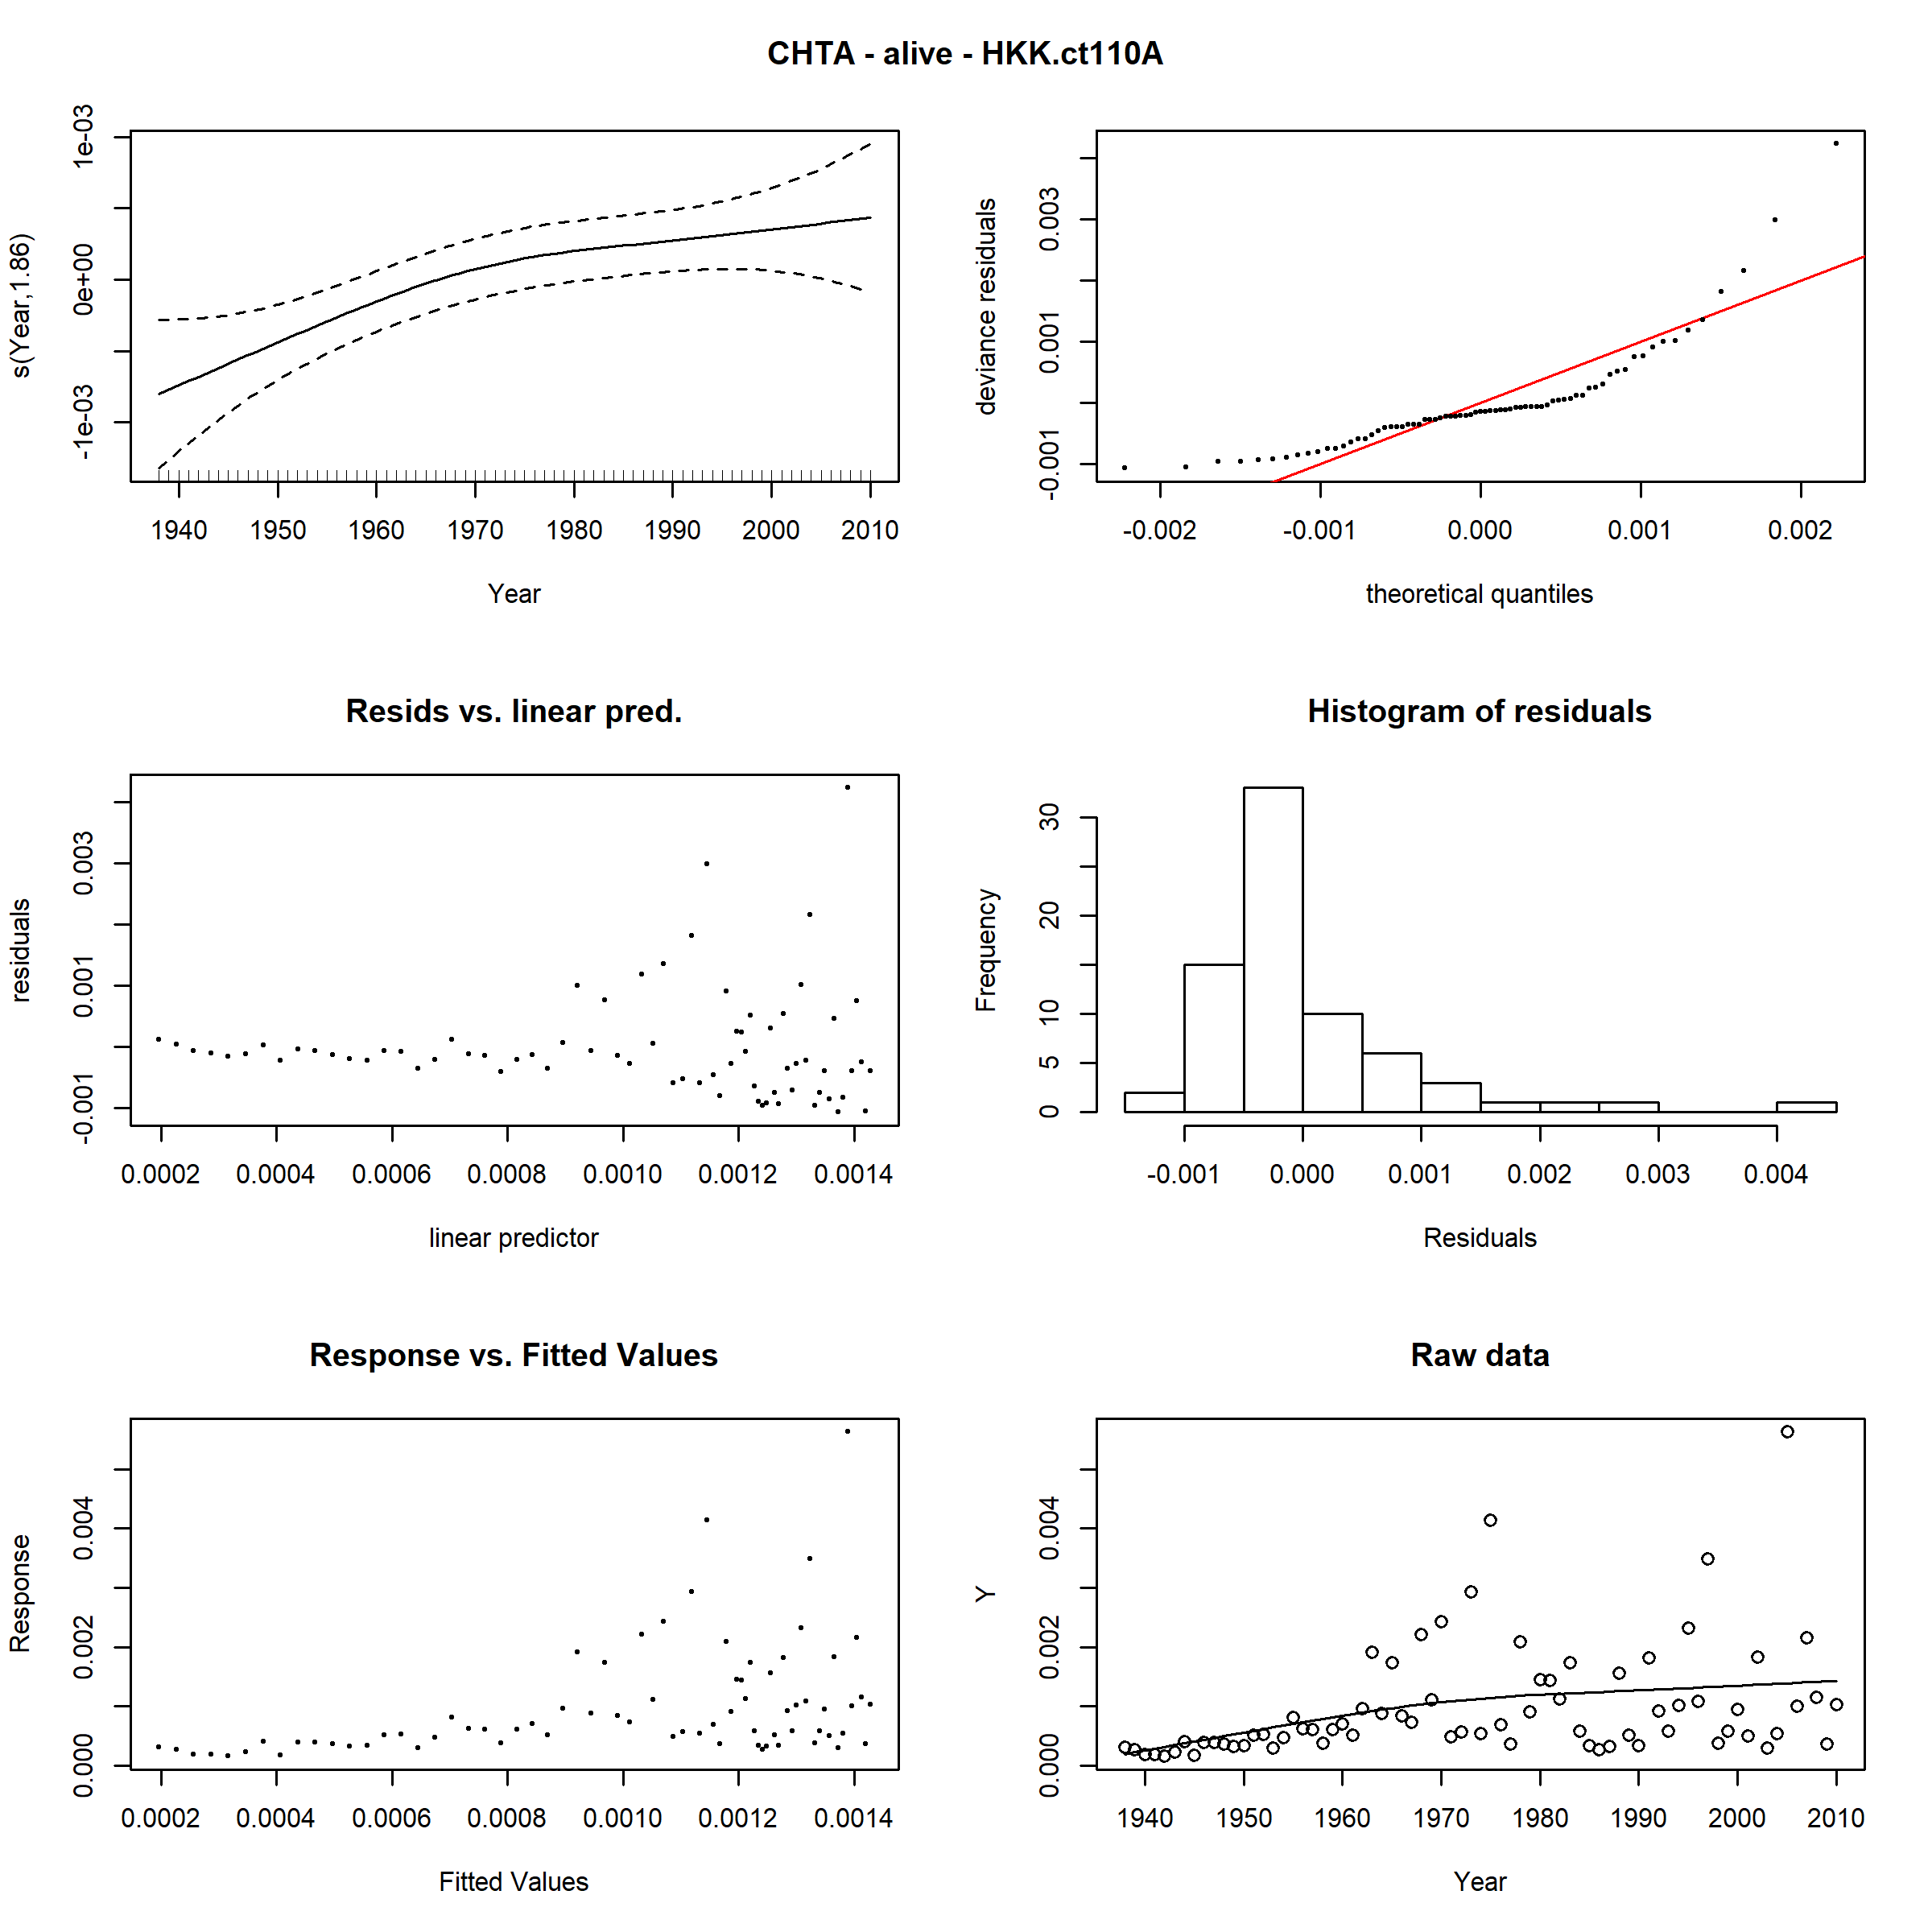 CHTA - alive - HKK.ct110A
s(Year,1.86)
1e-03
0e+00
-1e-03
1940 1950 1960 1970 1980 1990 2000 2010
Year
deviance residuals
0.003
0.001
-0.001
-0.002 -0.001 0.000 0.001 0.002
theoretical quantiles
Resids vs. linear pred.
residuals
0.003
0.001
-0.001
0.0002 0.0004 0.0006 0.0008 0.0010 0.0012 0.0014
linear predictor
Histogram of residuals
Frequency
30
20
10
5
0
-0.001 0.000 0.001 0.002 0.003 0.004
Residuals
Response vs. Fitted Values
Response
0.004
0.002
0.000
0.0002 0.0004 0.0006 0.0008 0.0010 0.0012 0.0014
Fitted Values
Raw data
Y
0.004
0.002
0.000
1940 1950 1960 1970 1980 1990 2000 2010
Year